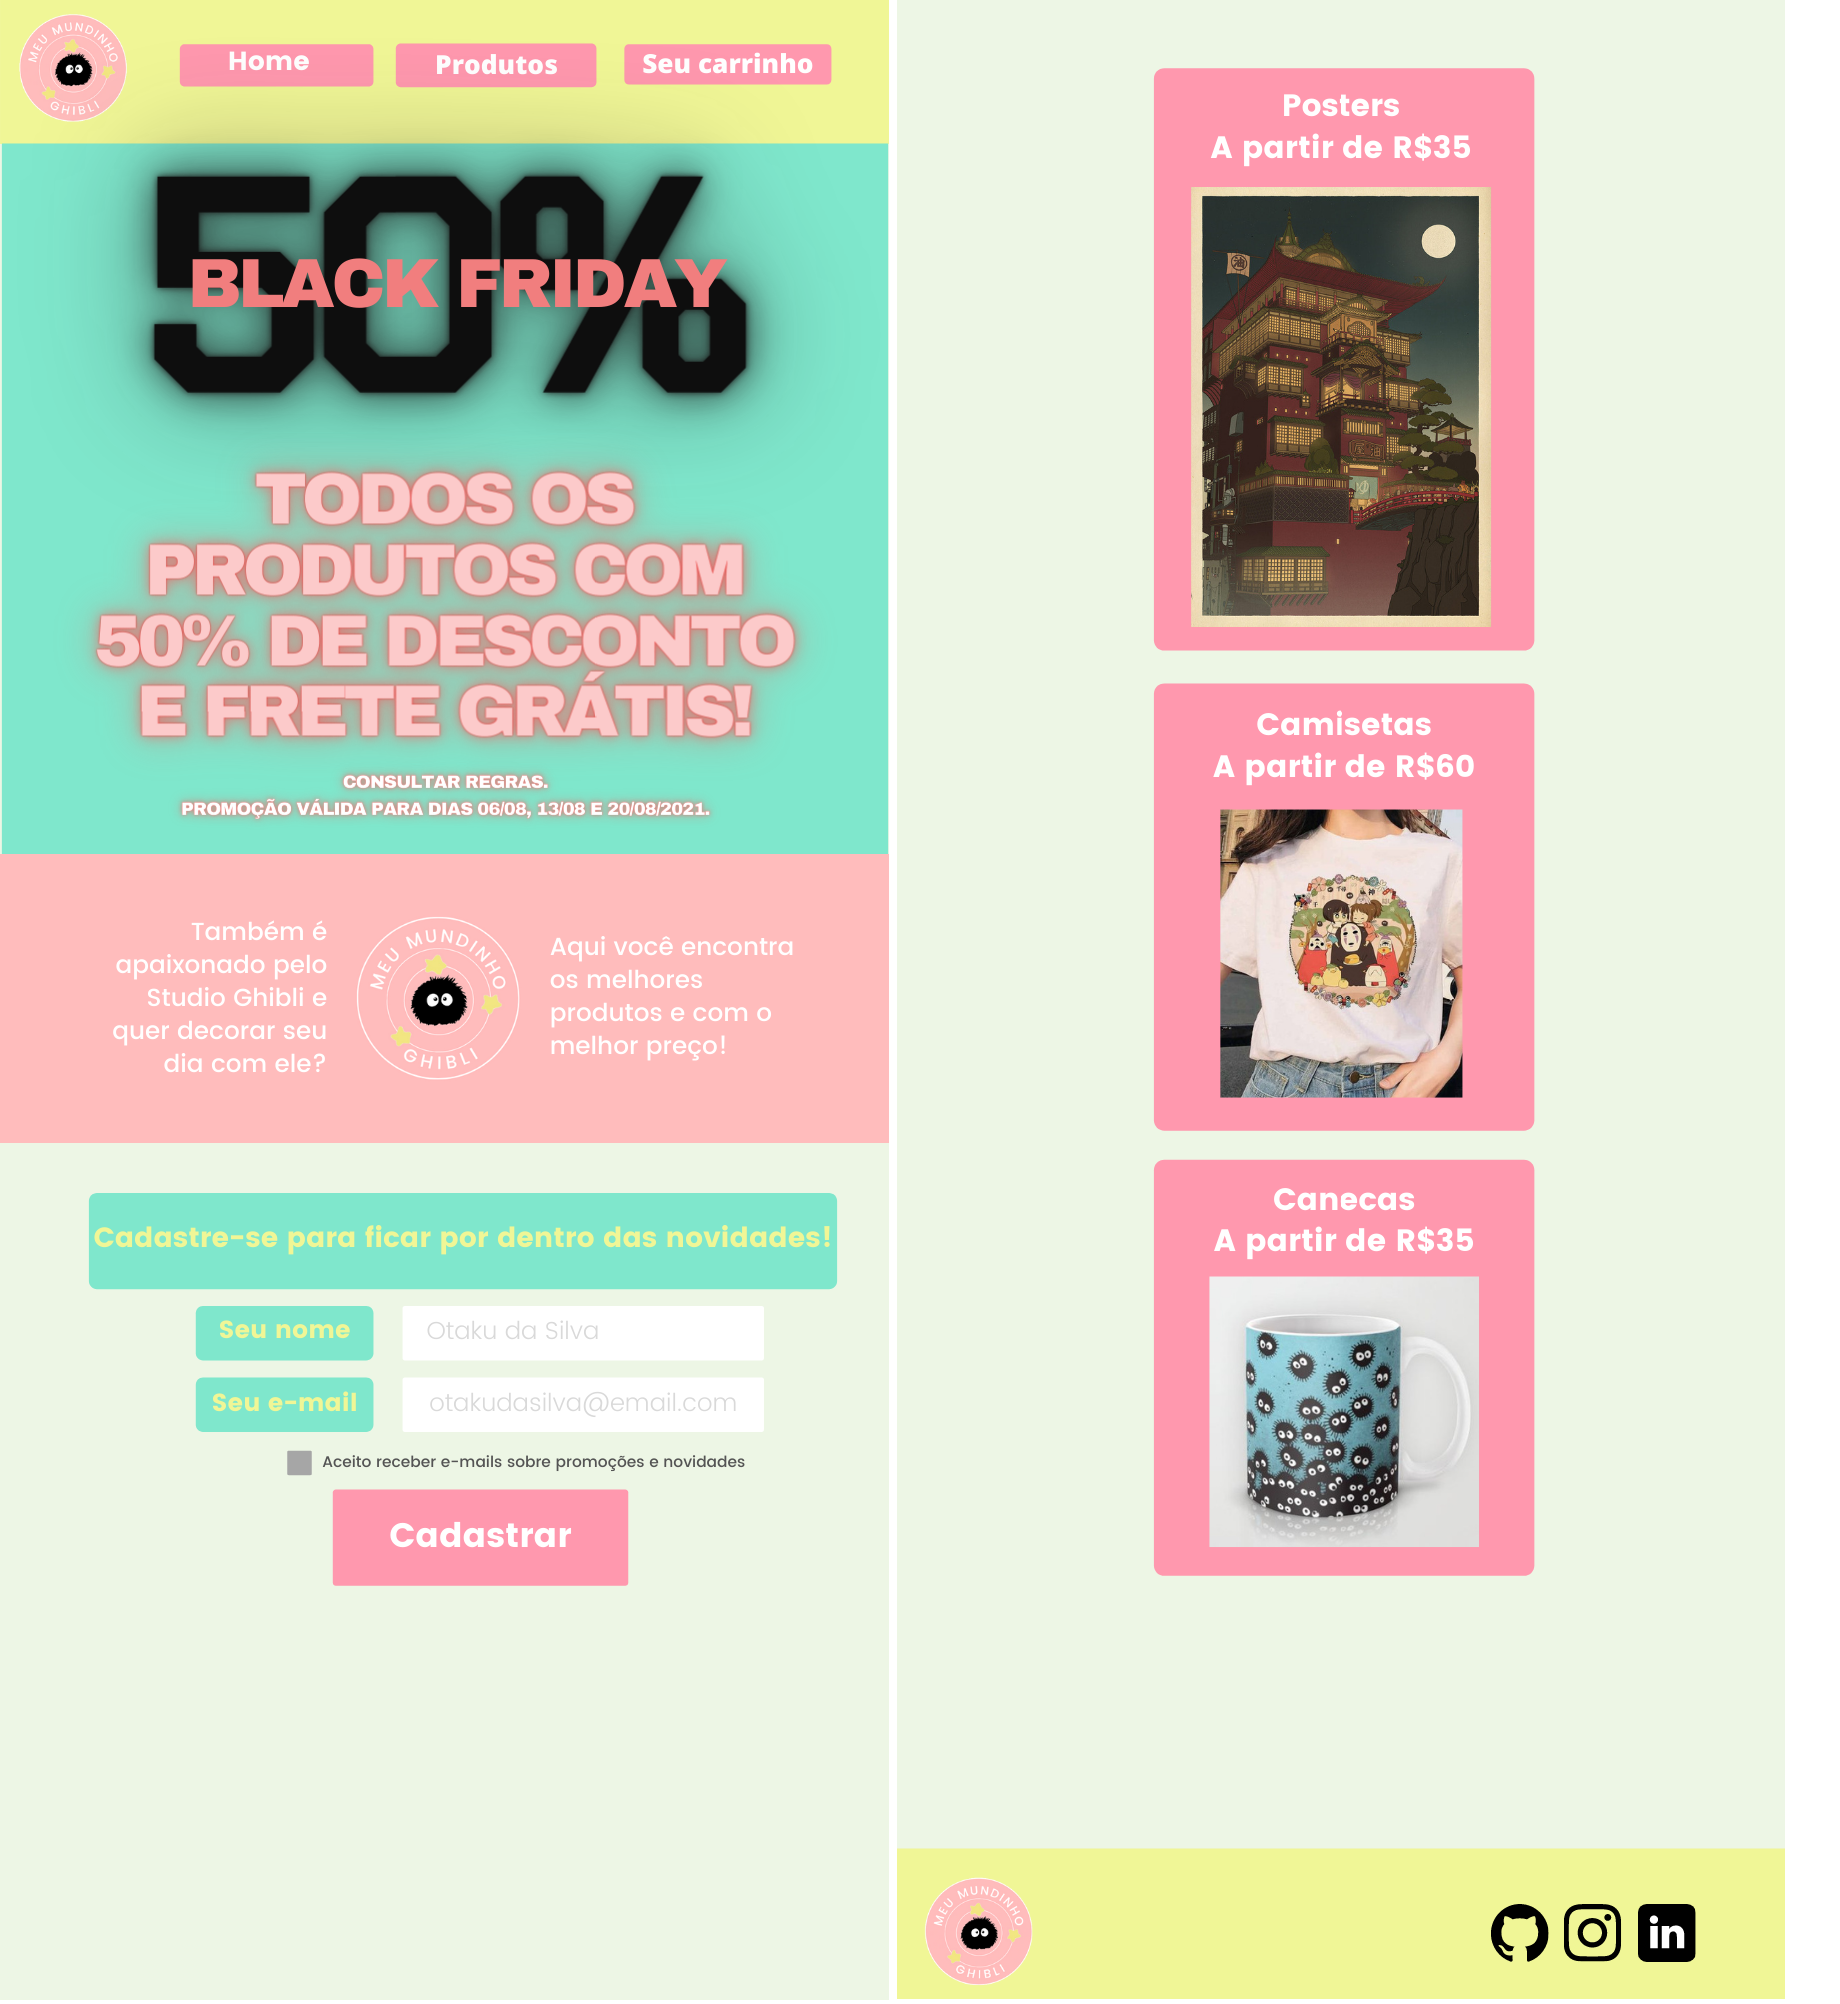 MEU MUNDINHO
GHIBLI
Home
Produtos
Seu carrinho
50%
BLACK FRIDAY
TODOS OS
PRODUTOS COM
50% DE DESCONTO
E FRETE GRÁTIS!
CONSULTAR REGRAS.
PROMOÇÃO VÁLIDA PARA DIAS 06/08, 13/08 E 20/08/2021.
Também é
apaixonado pelo
Studio Ghibli e
quer decorar seu
dia com ele?
MEU MUNDINHO
GHIBLI
Aqui você encontra
os melhores
produtos e com o
melhor preço!
Cadastre-se para ficar por dentro das novidades!
Seu nome
Otaku da Silva
Seu e-mail
otakudasilva@email.com
Aceito receber e-mails sobre promoções e novidades
Cadastrar
Posters
A partir de R$35
油
ゆ
Camisetas
A partir de R$60
Canecas
A partir de R$35
MEU MUNDINHO
GHIBLI
in